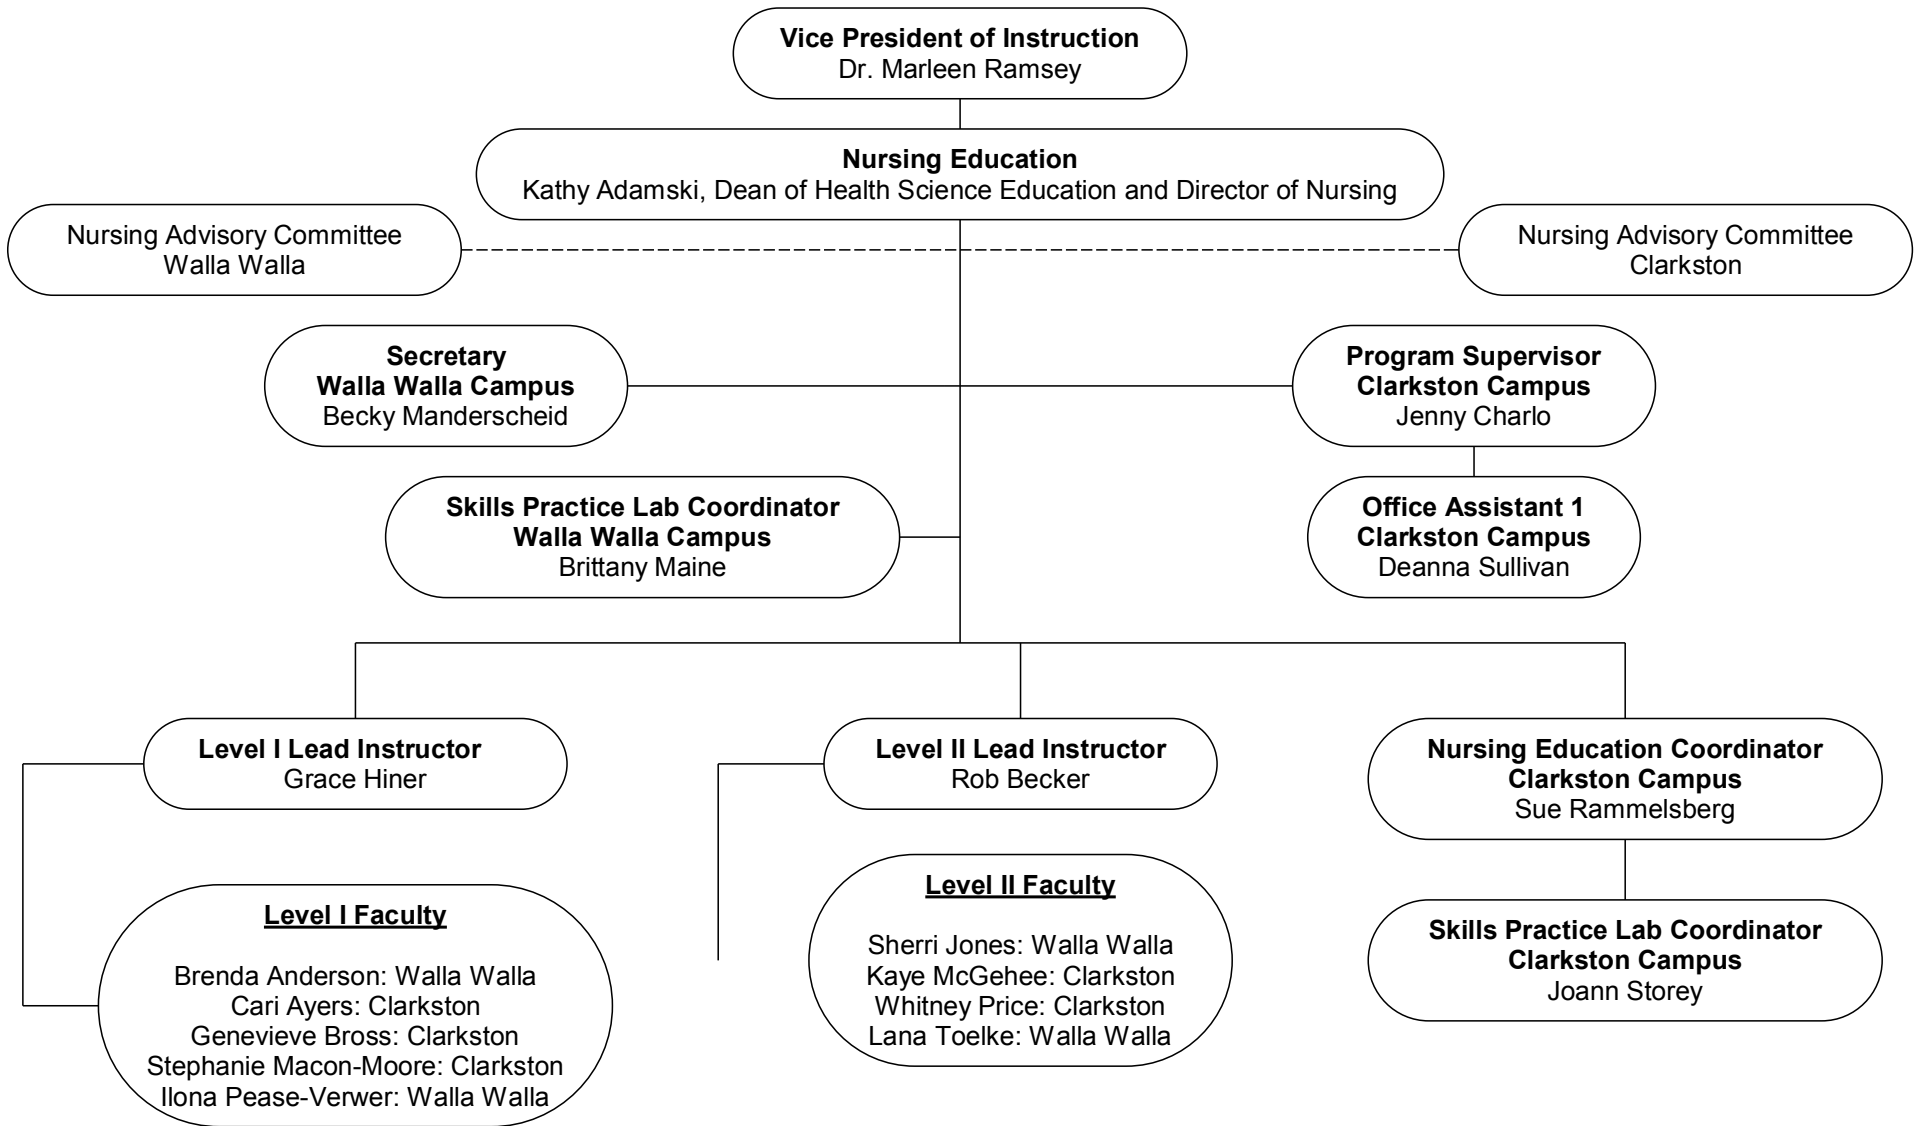 Vice President of Instruction
Dr. Marleen Ramsey
Nursing Education
Kathy Adamski, Dean of Health Science Education and Director of Nursing
Nursing Advisory Committee
Walla Walla
Nursing Advisory Committee
Clarkston
Secretary
Walla Walla Campus
Becky Manderscheid
Program Supervisor
Clarkston Campus
Jenny Charlo
Skills Practice Lab Coordinator
Walla Walla Campus
Brittany Maine
Office Assistant 1
Clarkston Campus
Deanna Sullivan
Level I Lead Instructor
Grace Hiner
Level II Lead Instructor
Rob Becker
Nursing Education Coordinator
Clarkston Campus
Sue Rammelsberg
Level I Faculty
Brenda Anderson: Walla Walla
Cari Ayers: Clarkston
Genevieve Bross: Clarkston
Stephanie Macon-Moore: Clarkston
Ilona Pease-Verwer: Walla Walla
Level II Faculty
Sherri Jones: Walla Walla
Kaye McGehee: Clarkston
Whitney Price: Clarkston
Lana Toelke: Walla Walla
Skills Practice Lab Coordinator
Clarkston Campus
Joann Storey